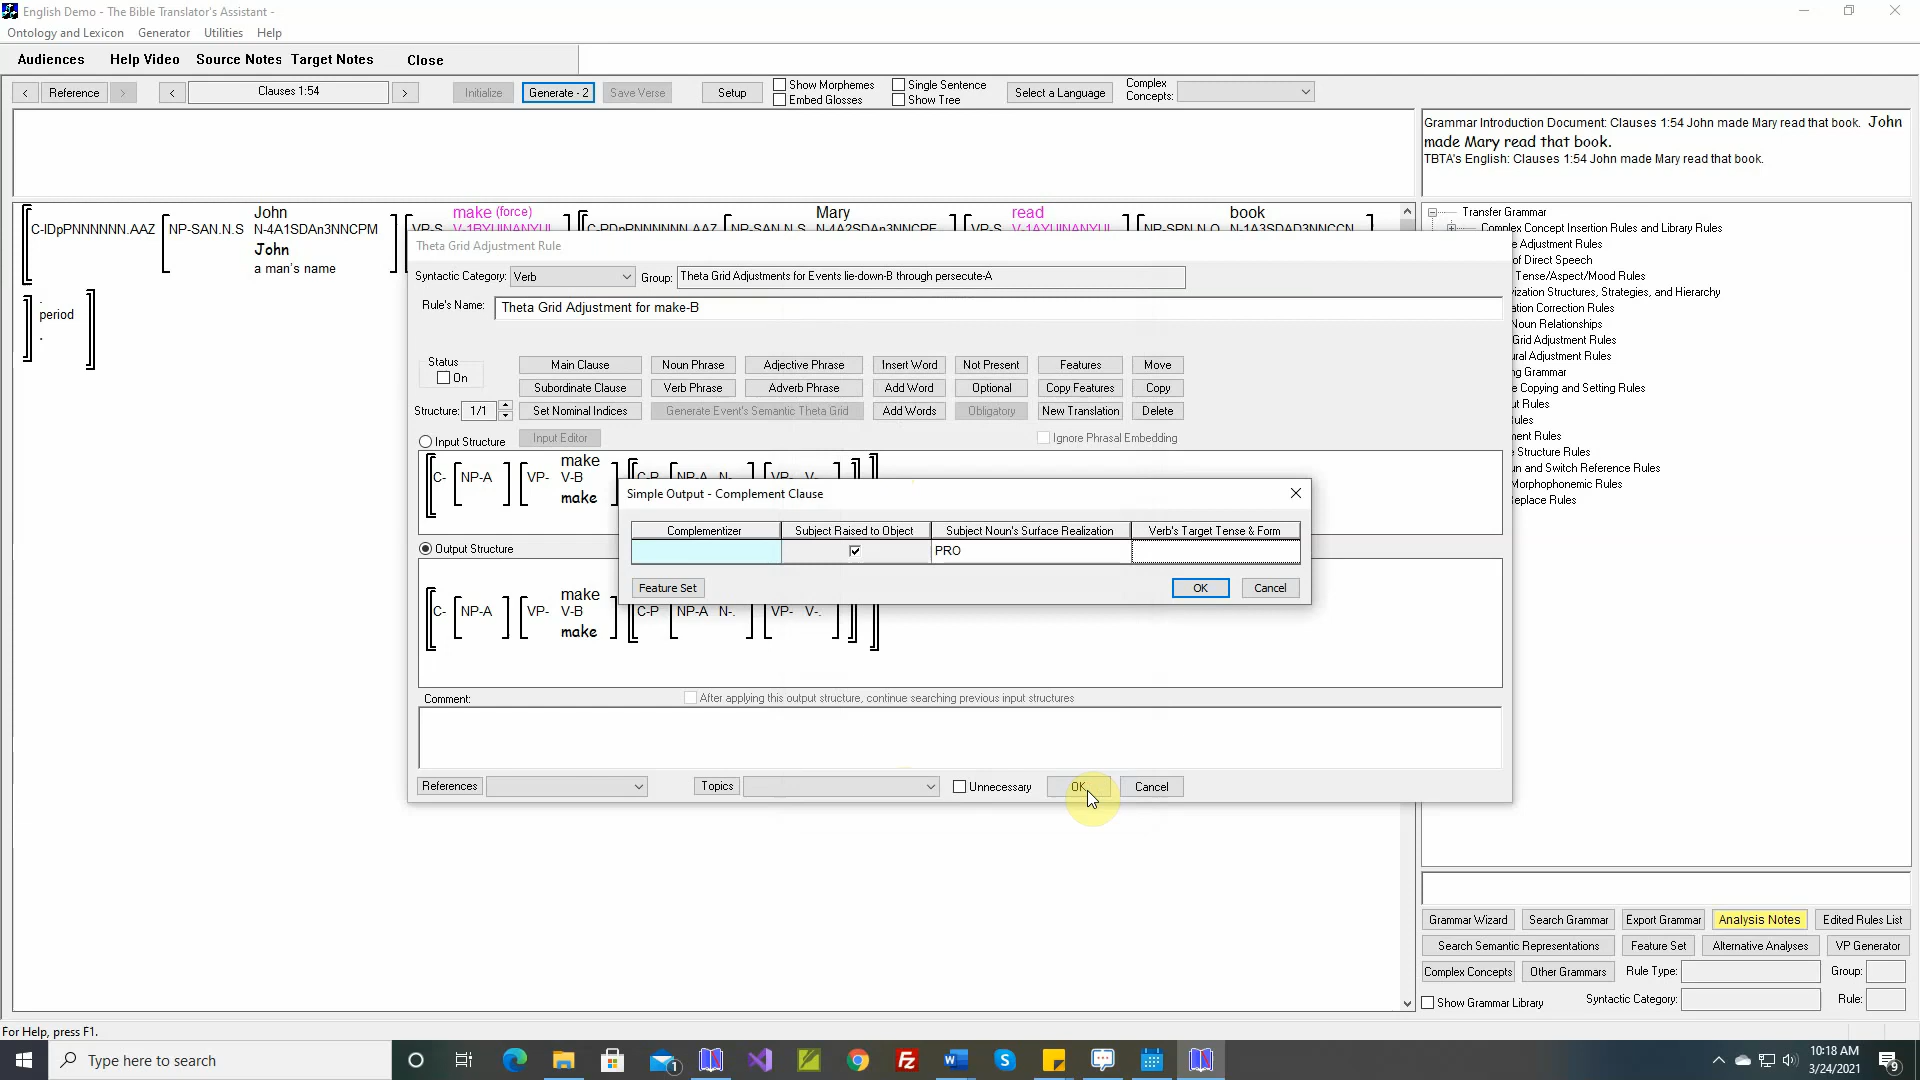 English Demo - The Bible Translator's Assistant -
Ontology and Lexicon Generator Utilities Help
Audiences Help Video Source Notes Target Notes Close
< Reference > < Clauses 1:54 > Initialize Generate - 2 Save Verse Setup Show Morphemes Single Sentence Select a Language Complex Concepts:
Embed Glosses Show Tree
Grammar Introduction Document: Clauses 1:54 John made Mary read that book. John
made Mary read that book.
TBTA's English: Clauses 1:54 John made Mary read that book.
John make (force) Mary read book
C-IDpPNNNNNN.AAZ NP-SAN.N.S N-4A1SDAn3NNCPM
John
a man's name
period
.
Transfer Grammar
Complex Concept Insertion Rules and Library Rules
e Adjustment Rules
of Direct Speech
Tense/Aspect/Mood Rules
ization Structures, Strategies, and Hierarchy
ation Correction Rules
Noun Relationships
Grid Adjustment Rules
ural Adjustment Rules
ng Grammar
e Copying and Setting Rules
ut Rules
ules
ment Rules
e Structure Rules
un and Switch Reference Rules
Morphophonemic Rules
eplace Rules
Theta Grid Adjustment Rule
Syntactic Category: Verb Group: Theta Grid Adjustments for Events lie-down-B through persecute-A
Rule's Name: Theta Grid Adjustment for make-B
Status
On
Main Clause Noun Phrase Adjective Phrase Insert Word Not Present Features Move
Subordinate Clause Verb Phrase Adverb Phrase Add Word Optional Copy Features Copy
Structure: 1/1 Set Nominal Indices Generate Event's Semantic Theta Grid Add Words Obligatory New Translation Delete
Input Structure Input Editor Ignore Phrasal Embedding
make
C- NP-A VP- V-B C-P NP-A N- VP- V-
make
Simple Output - Complement Clause
Complementizer Subject Raised to Object Subject Noun's Surface Realization Verb's Target Tense & Form
PRO
Feature Set OK Cancel
Output Structure
make
C- NP-A VP- V-B C-P NP-A N-. VP- V-.
make
Comment: After applying this output structure, continue searching previous input structures
References Topics Unnecessary OK Cancel
Grammar Wizard Search Grammar Export Grammar Analysis Notes Edited Rules List
Search Semantic Representations Feature Set Alternative Analyses VP Generator
Complex Concepts Other Grammars Rule Type: Group:
Show Grammar Library Syntactic Category: Rule:
For Help, press F1.
Type here to search
10:18 AM
3/24/2021